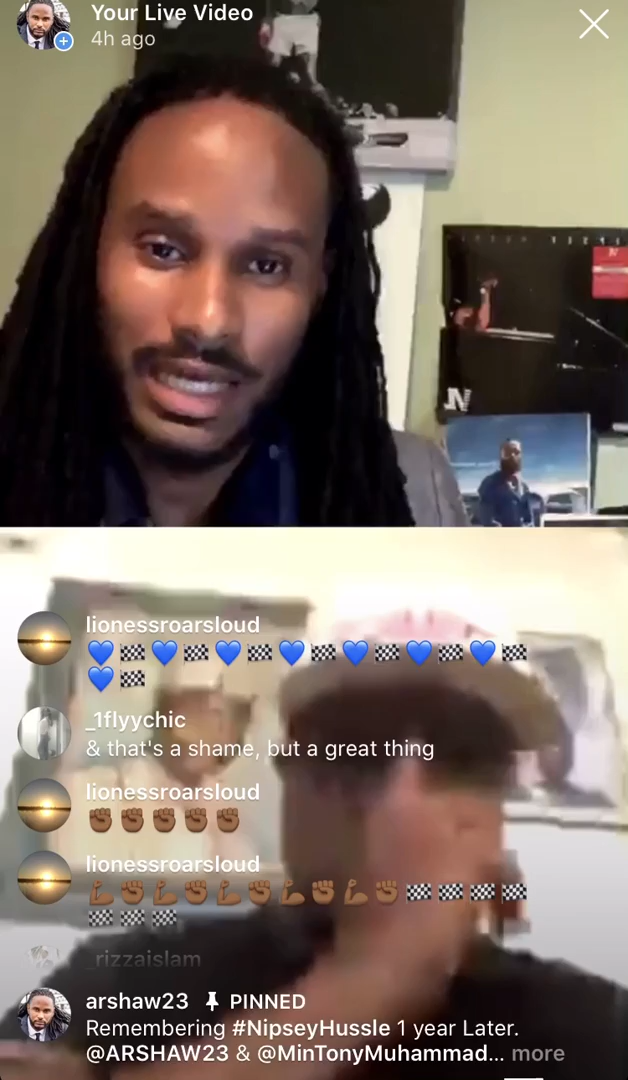 Your Live Video
4h ago
JN
lionessroarsloud
💙🏁💙🏁💙🏁💙🏁💙🏁💙🏁💙🏁
💙🏁
_1flyychic
& that's a shame, but a great thing
lionessroarsloud
✊🏾✊🏾✊🏾✊🏾✊🏾
lionessroarsloud
💪🏾✊🏾💪🏾✊🏾💪🏾✊🏾💪🏾✊🏾💪🏾✊🏾🏁🏁🏁🏁
🏁🏁🏁
_rizzaislam
arshaw23 📌 PINNED
Remembering #NipseyHussle 1 year Later.
@ARSHAW23 & @MinTonyMuhammad... more